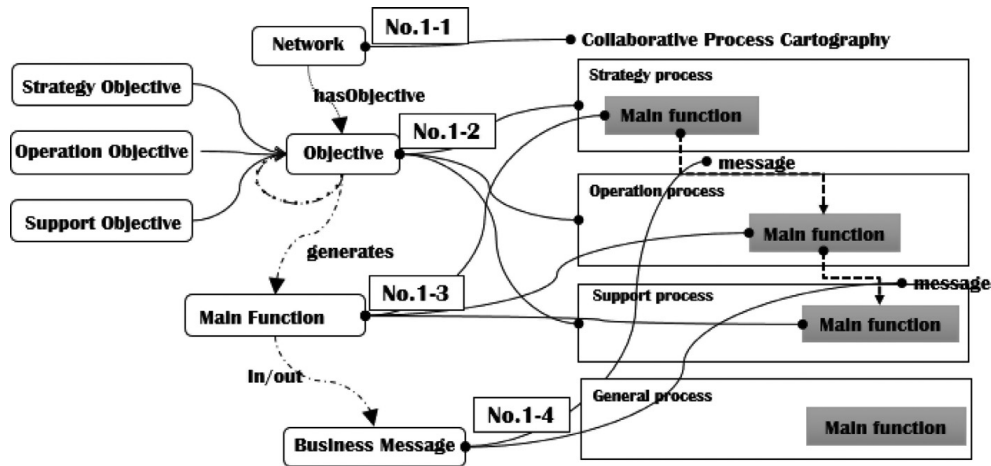 No.1-1
Network
Collaborative Process Cartography
Strategy process
Strategy Objective
hasObjective
Main function
No.1-2
Operation Objective
Objective
message
Operation process
Support Objective
Main function
generates
message
No.1-3
Support process
Main Function
Main function
In/out
General process
No.1-4
Main function
Business Message